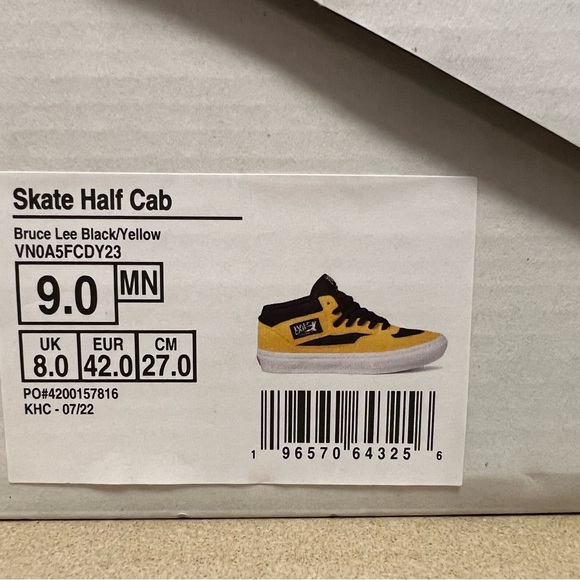 Skate Half Cab
Bruce Lee Black/Yellow
VN0A5FCDY23
9.0 MN
UK EUR CM
8.0 42.0 27.0
PO#4200157816
KHC - 07/22
1 96570 64325 6